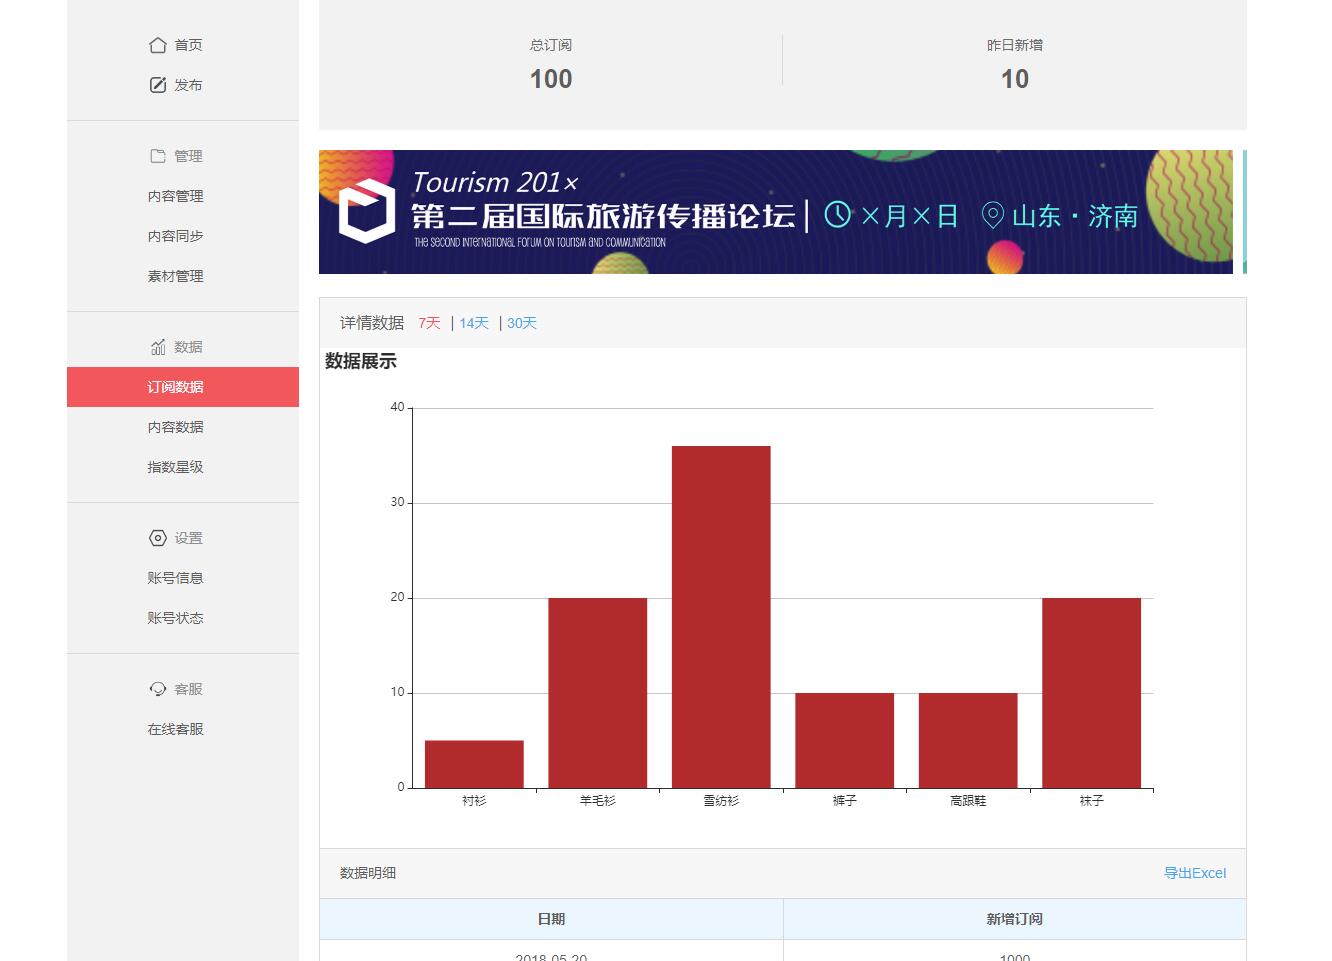 首页
发布
管理
内容管理
内容同步
素材管理
数据
订阅数据
内容数据
指数星级
设置
账号信息
账号状态
客服
在线客服
总订阅
100
昨日新增
10
Tourism 201×
第二届国际旅游传播论坛 | ×月×日 山东·济南
THE SECOND INTERNATIONAL FORUM ON TOURISM AND COMMUNICATION
详情数据 7天 | 14天 | 30天
数据展示
40
30
20
10
0
衬衫 羊毛衫 雪纺衫 裤子 高跟鞋 袜子
数据明细 导出Excel
日期 新增订阅
2018.05.20 1000